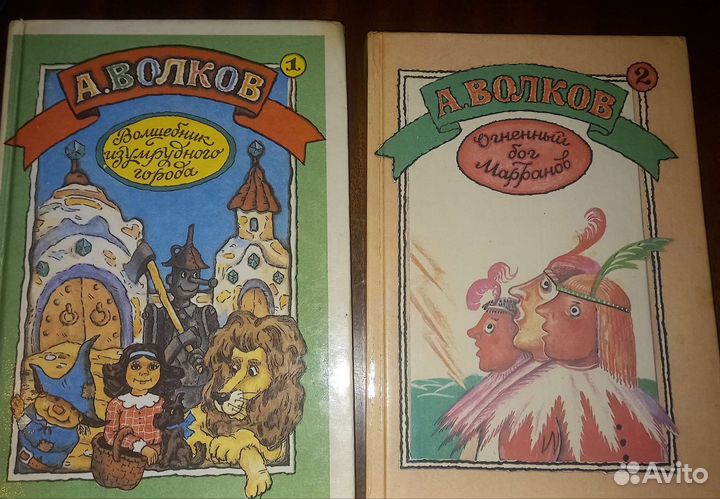 А. ВОЛКОВ
1
Волшебник
изумрудного
города
А. ВОЛКОВ
2
Огненный
бог
Марранов
Avito